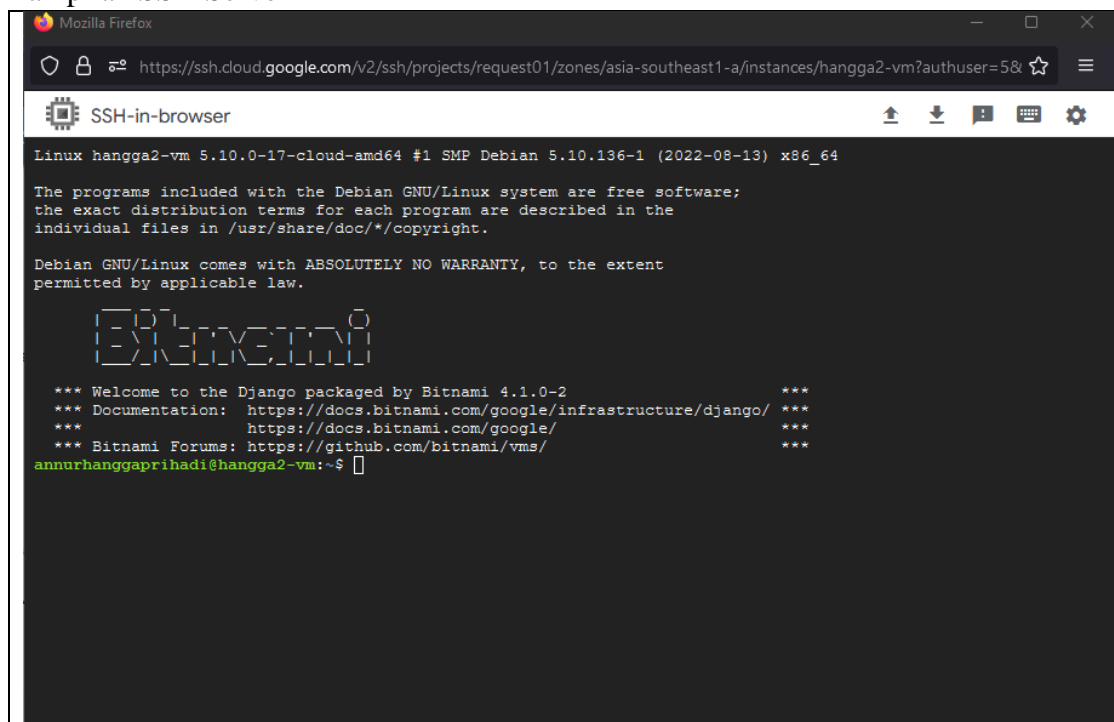 Mozilla Firefox
https://ssh.cloud.google.com/v2/ssh/projects/request01/zones/asia-southeast1-a/instances/hangga2-vm?authuser=5&
SSH-in-browser
Linux hangga2-vm 5.10.0-17-cloud-amd64 #1 SMP Debian 5.10.136-1 (2022-08-13) x86_64
The programs included with the Debian GNU/Linux system are free software;
the exact distribution terms for each program are described in the
individual files in /usr/share/doc/*/copyright.
Debian GNU/Linux comes with ABSOLUTELY NO WARRANTY, to the extent
permitted by applicable law.
Bitnami
*** Welcome to the Django packaged by Bitnami 4.1.0-2 ***
*** Documentation: https://docs.bitnami.com/google/infrastructure/django/ ***
*** https://docs.bitnami.com/google/ ***
*** Bitnami Forums: https://github.com/bitnami/vms/ ***
annurhanggaprihadi@hangga2-vm:~$